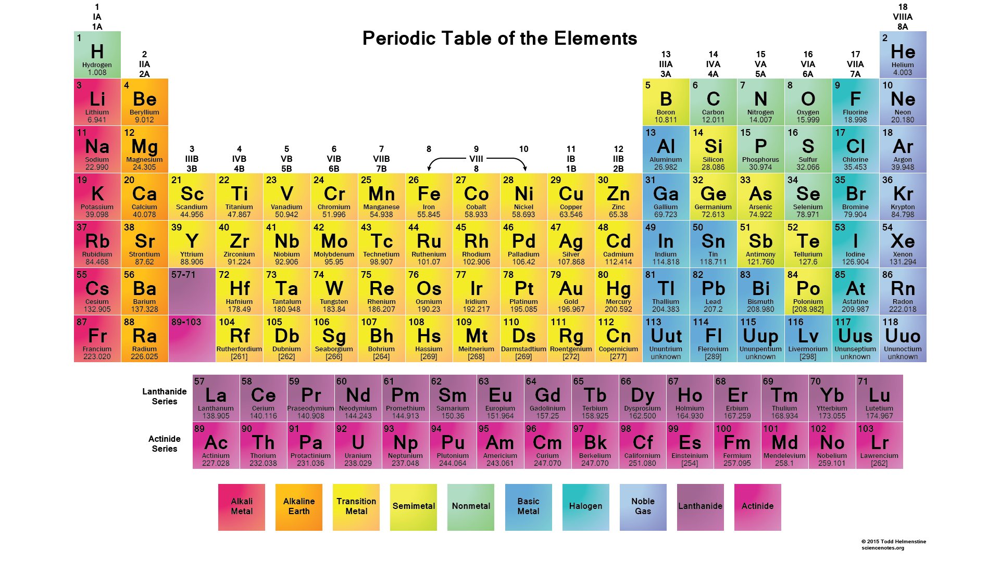 1
IA
1A
18
VIIIA
8A
Periodic Table of the Elements
1
H
Hydrogen
1.008
2
IIA
2A
13
IIIA
3A
14
IVA
4A
15
VA
5A
16
VIA
6A
17
VIIA
7A
2
He
Helium
4.003
3
Li
Lithium
6.941
4
Be
Beryllium
9.012
5
B
Boron
10.811
6
C
Carbon
12.011
7
N
Nitrogen
14.007
8
O
Oxygen
15.999
9
F
Fluorine
18.998
10
Ne
Neon
20.180
11
Na
Sodium
22.990
12
Mg
Magnesium
24.305
3
IIIB
3B
4
IVB
4B
5
VB
5B
6
VIB
6B
7
VIIB
7B
8
9
VIII
8
10
11
IB
1B
12
IIB
2B
13
Al
Aluminum
26.982
14
Si
Silicon
28.086
15
P
Phosphorus
30.974
16
S
Sulfur
32.066
17
Cl
Chlorine
35.453
18
Ar
Argon
39.948
19
K
Potassium
39.098
20
Ca
Calcium
40.078
21
Sc
Scandium
44.956
22
Ti
Titanium
47.867
23
V
Vanadium
50.942
24
Cr
Chromium
51.996
25
Mn
Manganese
54.938
26
Fe
Iron
55.845
27
Co
Cobalt
58.933
28
Ni
Nickel
58.693
29
Cu
Copper
63.546
30
Zn
Zinc
65.38
31
Ga
Gallium
69.723
32
Ge
Germanium
72.613
33
As
Arsenic
74.922
34
Se
Selenium
78.971
35
Br
Bromine
79.904
36
Kr
Krypton
84.798
37
Rb
Rubidium
84.468
38
Sr
Strontium
87.62
39
Y
Yttrium
88.906
40
Zr
Zirconium
91.224
41
Nb
Niobium
92.906
42
Mo
Molybdenum
95.95
43
Tc
Technetium
98.907
44
Ru
Ruthenium
101.07
45
Rh
Rhodium
102.906
46
Pd
Palladium
106.42
47
Ag
Silver
107.868
48
Cd
Cadmium
112.414
49
In
Indium
114.818
50
Sn
Tin
118.711
51
Sb
Antimony
121.760
52
Te
Tellurium
127.6
53
I
Iodine
126.904
54
Xe
Xenon
131.294
55
Cs
Cesium
132.905
56
Ba
Barium
137.328
57-71
72
Hf
Hafnium
178.49
73
Ta
Tantalum
180.948
74
W
Tungsten
183.84
75
Re
Rhenium
186.207
76
Os
Osmium
190.23
77
Ir
Iridium
192.217
78
Pt
Platinum
195.085
79
Au
Gold
196.967
80
Hg
Mercury
200.592
81
Tl
Thallium
204.383
82
Pb
Lead
207.2
83
Bi
Bismuth
208.980
84
Po
Polonium
[208.982]
85
At
Astatine
209.987
86
Rn
Radon
222.018
87
Fr
Francium
223.020
88
Ra
Radium
226.025
89-103
104
Rf
Rutherfordium
[261]
105
Db
Dubnium
[262]
106
Sg
Seaborgium
[266]
107
Bh
Bohrium
[264]
108
Hs
Hassium
[269]
109
Mt
Meitnerium
[268]
110
Ds
Darmstadtium
[269]
111
Rg
Roentgenium
[272]
112
Cn
Copernicium
[277]
113
Uut
Ununtrium
unknown
114
Fl
Flerovium
[289]
115
Uup
Ununpentium
unknown
116
Lv
Livermorium
[298]
117
Uus
Ununseptium
unknown
118
Uuo
Ununoctium
unknown
Lanthanide
Series
57
La
Lanthanum
138.905
58
Ce
Cerium
140.116
59
Pr
Praseodymium
140.908
60
Nd
Neodymium
144.243
61
Pm
Promethium
144.913
62
Sm
Samarium
150.36
63
Eu
Europium
151.964
64
Gd
Gadolinium
157.25
65
Tb
Terbium
158.925
66
Dy
Dysprosium
162.500
67
Ho
Holmium
164.930
68
Er
Erbium
167.259
69
Tm
Thulium
168.934
70
Yb
Ytterbium
173.055
71
Lu
Lutetium
174.967
Actinide
Series
89
Ac
Actinium
227.028
90
Th
Thorium
232.038
91
Pa
Protactinium
231.036
92
U
Uranium
238.029
93
Np
Neptunium
237.048
94
Pu
Plutonium
244.064
95
Am
Americium
243.061
96
Cm
Curium
247.070
97
Bk
Berkelium
247.070
98
Cf
Californium
251.080
99
Es
Einsteinium
[254]
100
Fm
Fermium
257.095
101
Md
Mendelevium
258.1
102
No
Nobelium
259.101
103
Lr
Lawrencium
[262]
Alkali
Metal
Alkaline
Earth
Transition
Metal
Semimetal
Nonmetal
Basic
Metal
Halogen
Noble
Gas
Lanthanide
Actinide
© 2015 Todd Helmenstine
sciencenotes.org